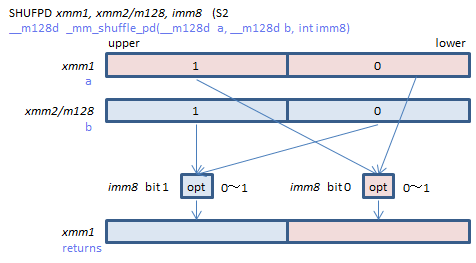 SHUFPD xmm1, xmm2/m128, imm8 (S2
__m128d _mm_shuffle_pd(__m128d a, __m128d b, int imm8)
upper lower
xmm1 1 0
a
xmm2/m128 1 0
b
imm8 bit 1 opt 0～1 imm8 bit 0 opt 0～1
xmm1
returns